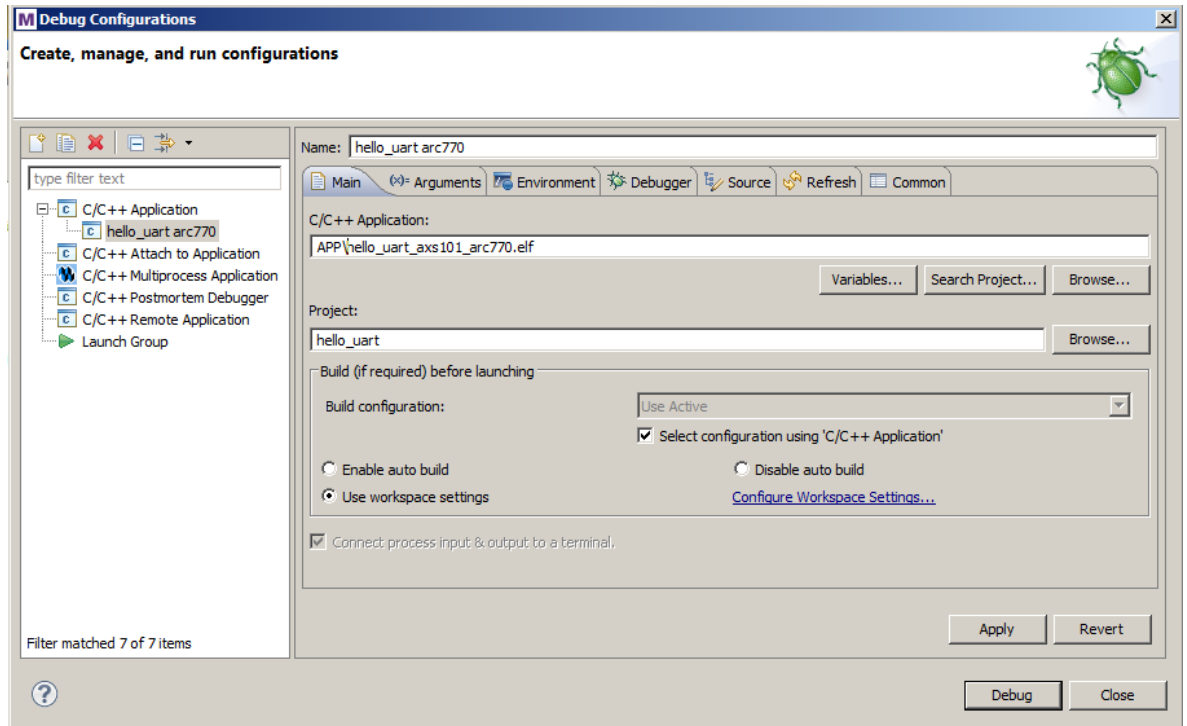 M Debug Configurations
Create, manage, and run configurations
type filter text
C/C++ Application
hello_uart arc770
C/C++ Attach to Application
C/C++ Multiprocess Application
C/C++ Postmortem Debugger
C/C++ Remote Application
Launch Group
Filter matched 7 of 7 items
Name: hello_uart arc770
Main (x)= Arguments Environment Debugger Source Refresh Common
C/C++ Application:
APP\hello_uart_axs101_arc770.elf
Variables... Search Project... Browse...
Project:
hello_uart Browse...
Build (if required) before launching
Build configuration: Use Active
Select configuration using 'C/C++ Application'
Enable auto build Disable auto build
Use workspace settings Configure Workspace Settings...
Connect process input & output to a terminal.
Apply Revert
? Debug Close